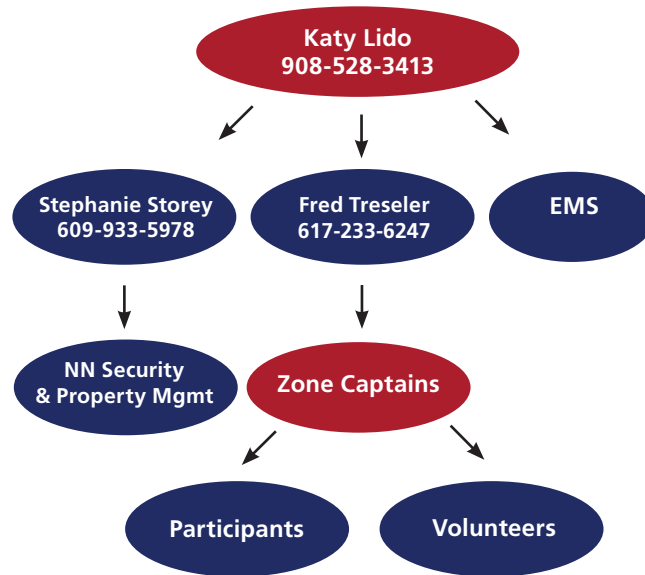 Katy Lido
908-528-3413
Stephanie Storey
609-933-5978
Fred Treseler
617-233-6247
EMS
NN Security
& Property Mgmt
Zone Captains
Participants
Volunteers